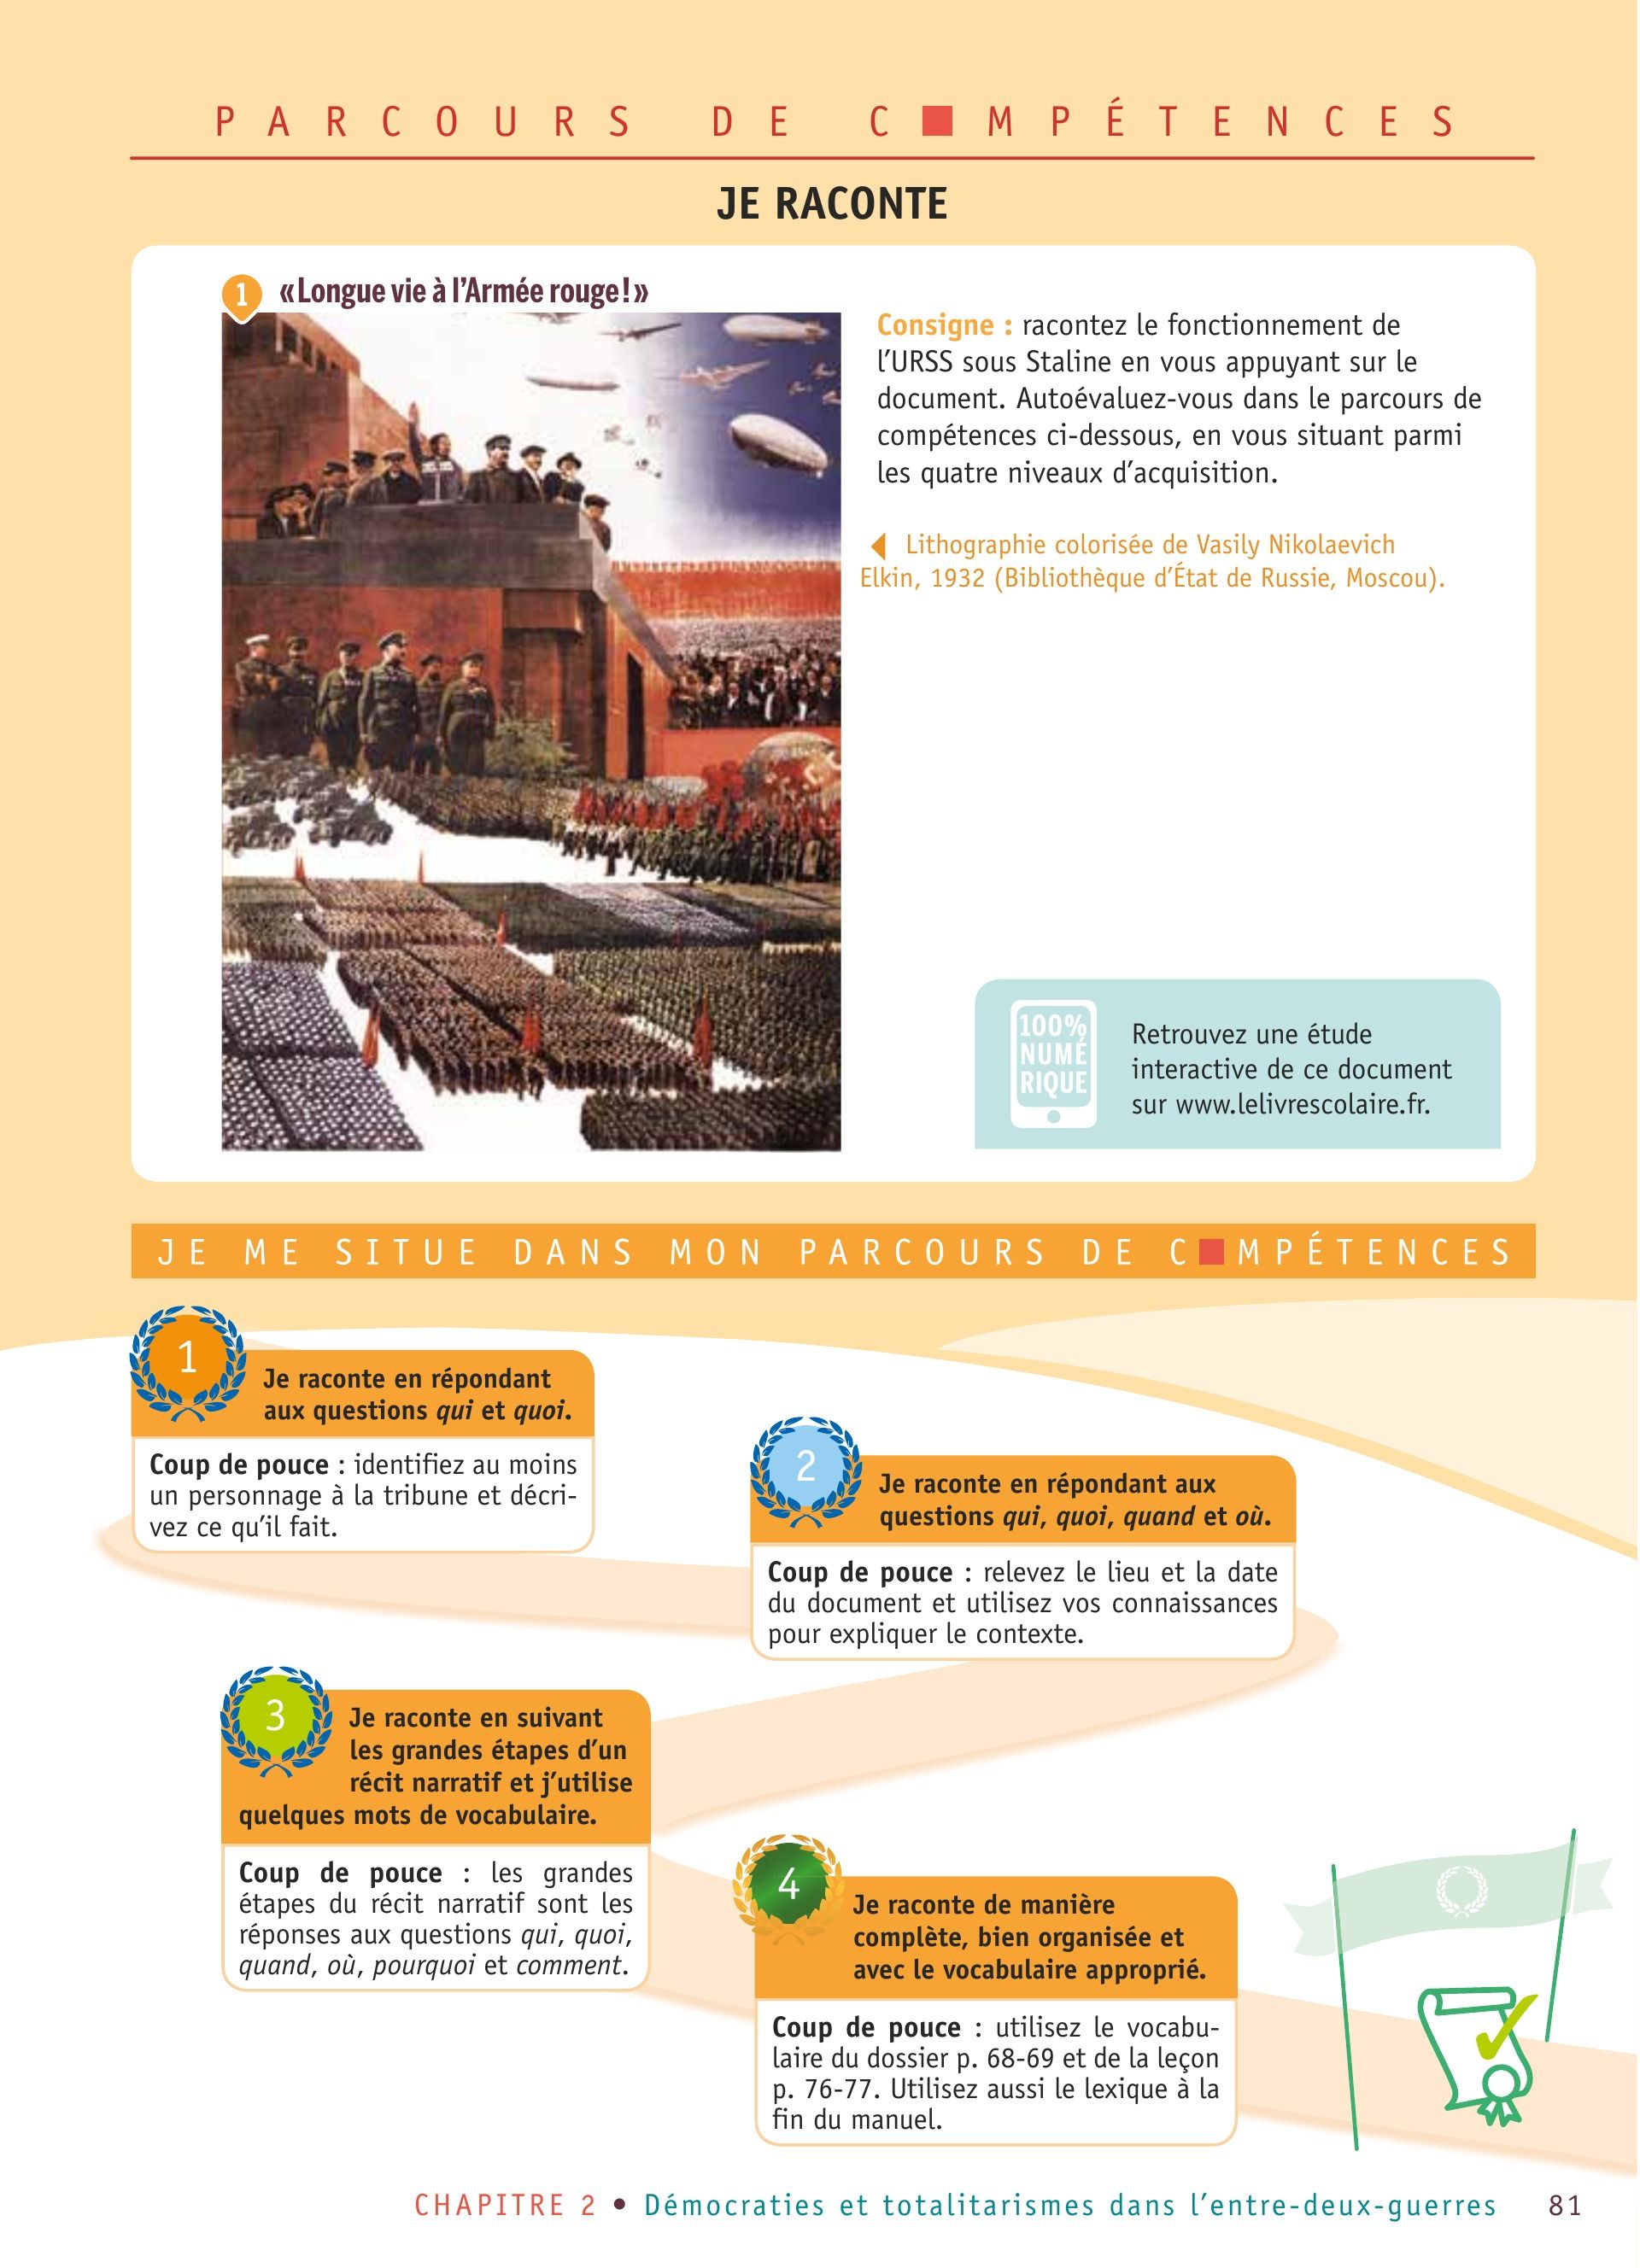 PARCOURS DE C■MPÉTENCES
JE RACONTE
1 «Longue vie à l'Armée rouge!»
Consigne : racontez le fonctionnement de
l'URSS sous Staline en vous appuyant sur le
document. Autoévaluez-vous dans le parcours de
compétences ci-dessous, en vous situant parmi
les quatre niveaux d'acquisition.
Lithographie colorisée de Vasily Nikolaevich
Elkin, 1932 (Bibliothèque d'État de Russie, Moscou).
100%
NUMÉ
RIQUE
Retrouvez une étude
interactive de ce document
sur www.lelivrescolaire.fr.
JE ME SITUE DANS MON PARCOURS DE C■MPÉTENCES
1
Je raconte en répondant
aux questions qui et quoi.
Coup de pouce : identifiez au moins
un personnage à la tribune et décri-
vez ce qu'il fait.
2
Je raconte en répondant aux
questions qui, quoi, quand et où.
Coup de pouce : relevez le lieu et la date
du document et utilisez vos connaissances
pour expliquer le contexte.
3
Je raconte en suivant
les grandes étapes d'un
récit narratif et j'utilise
quelques mots de vocabulaire.
Coup de pouce : les grandes
étapes du récit narratif sont les
réponses aux questions qui, quoi,
quand, où, pourquoi et comment.
4
Je raconte de manière
complète, bien organisée et
avec le vocabulaire approprié.
Coup de pouce : utilisez le vocabu-
laire du dossier p. 68-69 et de la leçon
p. 76-77. Utilisez aussi le lexique à la
fin du manuel.
CHAPITRE 2 • Démocraties et totalitarismes dans l'entre-deux-guerres 81